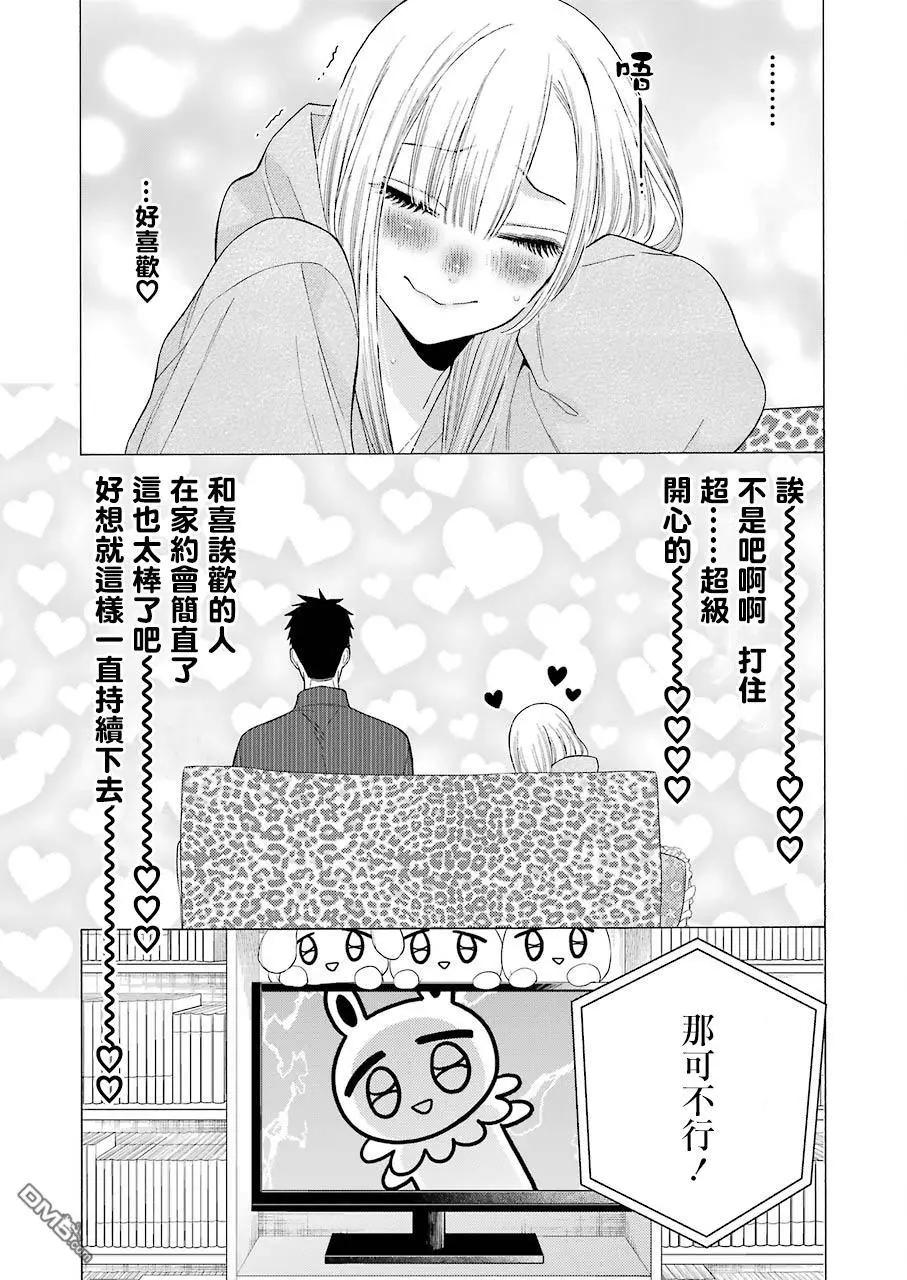 ………
唔
…好喜歡♡
誒~~~♡♡♡
不是吧啊啊 打住
超……超級
開心的~~~♡♡♡♡
和喜誒歡的人
在家約會簡直了
這也太棒了吧~~~♡♡♡
好想就這樣一直持續下去~~~♡♡
那可不行!
DM5.com